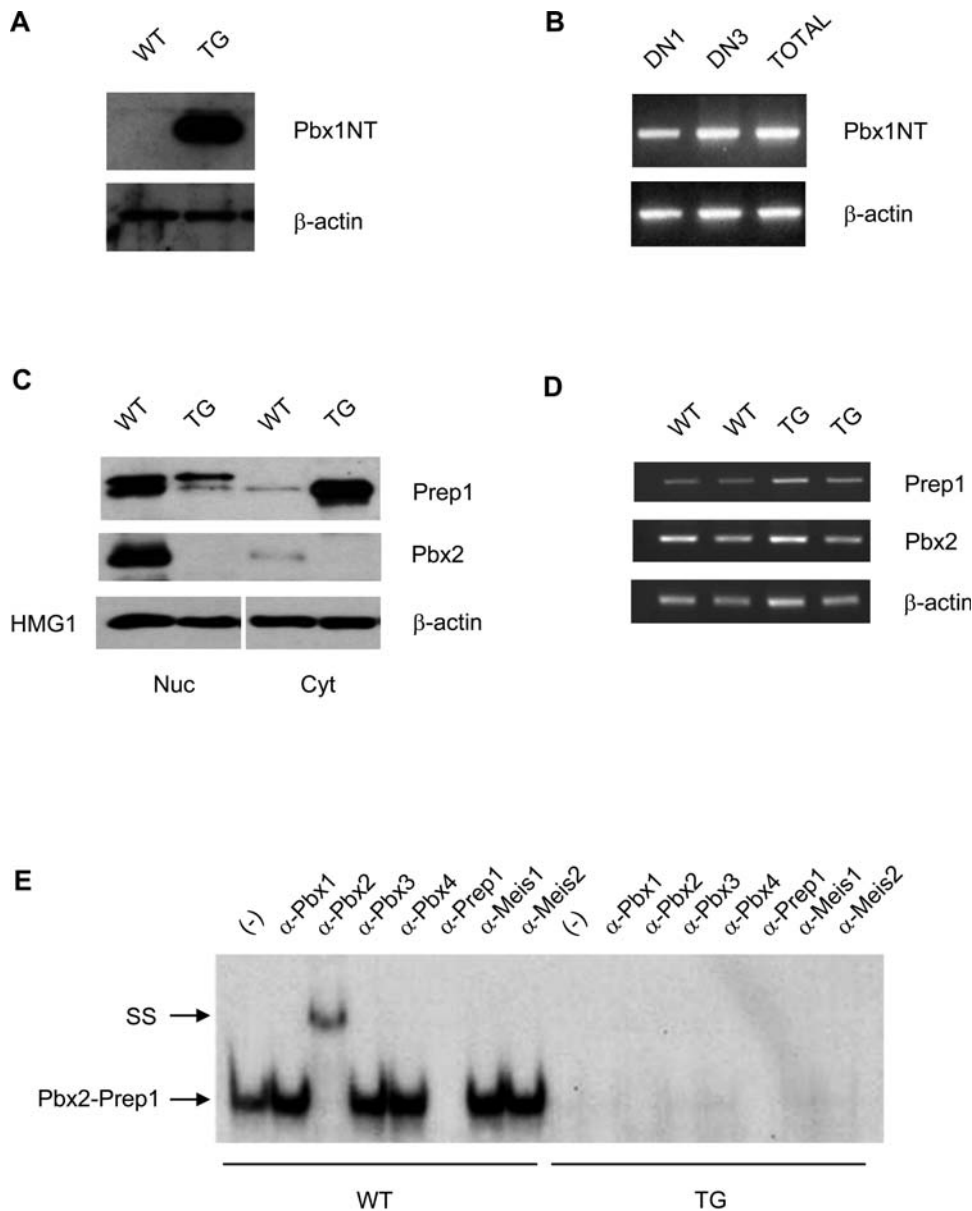 A
WT TG
Pbx1NT
β-actin
B
DN1 DN3 TOTAL
Pbx1NT
β-actin
C
WT TG WT TG
Prep1
Pbx2
HMG1 β-actin
Nuc Cyt
D
WT WT TG TG
Prep1
Pbx2
β-actin
E
(-) α-Pbx1 α-Pbx2 α-Pbx3 α-Pbx4 α-Prep1 α-Meis1 α-Meis2 (-) α-Pbx1 α-Pbx2 α-Pbx3 α-Pbx4 α-Prep1 α-Meis1 α-Meis2
SS
Pbx2-Prep1
WT TG